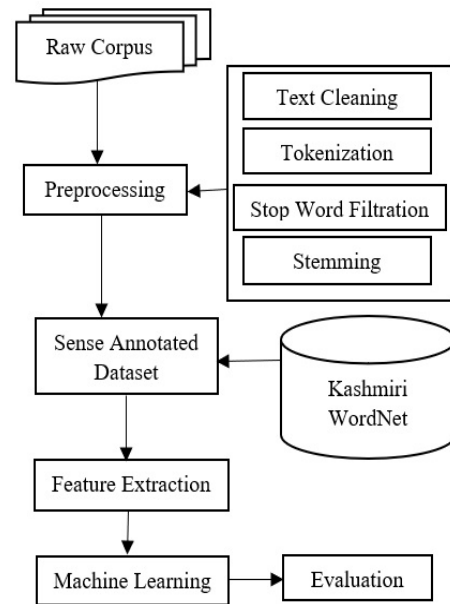 Raw Corpus
Text Cleaning
Tokenization
Preprocessing
Stop Word Filtration
Stemming
Sense Annotated
Dataset
Kashmiri
WordNet
Feature Extraction
Machine Learning
Evaluation